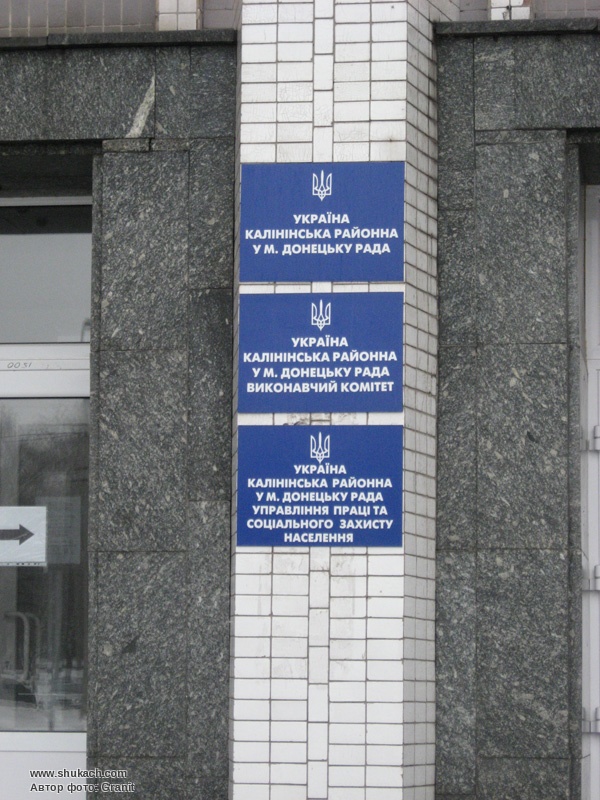 УКРАЇНА
КАЛІНІНСЬКА РАЙОННА
У М. ДОНЕЦЬКУ РАДА
УКРАЇНА
КАЛІНІНСЬКА РАЙОННА
У М. ДОНЕЦЬКУ РАДА
ВИКОНАВЧИЙ КОМІТЕТ
УКРАЇНА
КАЛІНІНСЬКА РАЙОННА
У М. ДОНЕЦЬКУ РАДА
УПРАВЛІННЯ ПРАЦІ ТА
СОЦІАЛЬНОГО ЗАХИСТУ
НАСЕЛЕННЯ
www.shukach.com
Автор фото: Granit